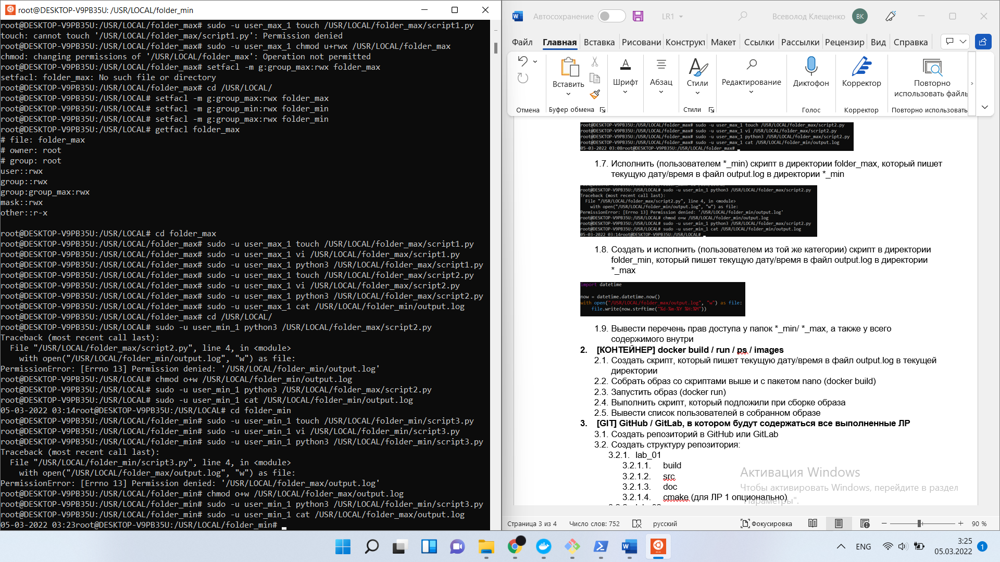 root@DESKTOP-V9PB35U: /USR/LOCAL/folder_min
root@DESKTOP-V9PB35U:/USR/LOCAL/folder_max# sudo -u user_max_1 touch /USR/LOCAL/folder_max/script1.py
touch: cannot touch '/USR/LOCAL/folder_max/script1.py': Permission denied
root@DESKTOP-V9PB35U:/USR/LOCAL/folder_max# sudo -u user_max_1 chmod u+rwx /USR/LOCAL/folder_max
chmod: changing permissions of '/USR/LOCAL/folder_max': Operation not permitted
root@DESKTOP-V9PB35U:/USR/LOCAL/folder_max# setfacl -m g:group_max:rwx folder_max
setfacl: folder_max: No such file or directory
root@DESKTOP-V9PB35U:/USR/LOCAL/folder_max# cd /USR/LOCAL/
root@DESKTOP-V9PB35U:/USR/LOCAL# setfacl -m g:group_max:rwx folder_max
root@DESKTOP-V9PB35U:/USR/LOCAL# setfacl -m g:group_min:rwx folder_min
root@DESKTOP-V9PB35U:/USR/LOCAL# setfacl -m g:group_max:rwx folder_min
root@DESKTOP-V9PB35U:/USR/LOCAL# getfacl folder_max
# file: folder_max
# owner: root
# group: root
user::rwx
group::rwx
group:group_max:rwx
mask::rwx
other::r-x
root@DESKTOP-V9PB35U:/USR/LOCAL# cd folder_max
root@DESKTOP-V9PB35U:/USR/LOCAL/folder_max# sudo -u user_max_1 touch /USR/LOCAL/folder_max/script1.py
root@DESKTOP-V9PB35U:/USR/LOCAL/folder_max# sudo -u user_max_1 vi /USR/LOCAL/folder_max/script1.py
root@DESKTOP-V9PB35U:/USR/LOCAL/folder_max# sudo -u user_max_1 python3 /USR/LOCAL/folder_max/script1.py
root@DESKTOP-V9PB35U:/USR/LOCAL/folder_max# sudo -u user_max_1 touch /USR/LOCAL/folder_max/script2.py
root@DESKTOP-V9PB35U:/USR/LOCAL/folder_max# sudo -u user_max_1 vi /USR/LOCAL/folder_max/script2.py
root@DESKTOP-V9PB35U:/USR/LOCAL/folder_max# sudo -u user_max_1 python3 /USR/LOCAL/folder_max/script2.py
root@DESKTOP-V9PB35U:/USR/LOCAL/folder_max# sudo -u user_max_1 cat /USR/LOCAL/folder_min/output.log
root@DESKTOP-V9PB35U:/USR/LOCAL/folder_max# cd /USR/LOCAL/
root@DESKTOP-V9PB35U:/USR/LOCAL# sudo -u user_min_1 python3 /USR/LOCAL/folder_max/script2.py
Traceback (most recent call last):
File "/USR/LOCAL/folder_max/script2.py", line 4, in <module>
with open("/USR/LOCAL/folder_min/output.log", "w") as file:
PermissionError: [Errno 13] Permission denied: '/USR/LOCAL/folder_min/output.log'
root@DESKTOP-V9PB35U:/USR/LOCAL# chmod o+w /USR/LOCAL/folder_min/output.log
root@DESKTOP-V9PB35U:/USR/LOCAL# sudo -u user_min_1 python3 /USR/LOCAL/folder_max/script2.py
root@DESKTOP-V9PB35U:/USR/LOCAL# sudo -u user_min_1 cat /USR/LOCAL/folder_min/output.log
05-03-2022 03:14root@DESKTOP-V9PB35U:/USR/LOCAL# cd folder_min
root@DESKTOP-V9PB35U:/USR/LOCAL/folder_min# sudo -u user_min_1 touch /USR/LOCAL/folder_min/script3.py
root@DESKTOP-V9PB35U:/USR/LOCAL/folder_min# sudo -u user_min_1 vi /USR/LOCAL/folder_min/script3.py
root@DESKTOP-V9PB35U:/USR/LOCAL/folder_min# sudo -u user_min_1 python3 /USR/LOCAL/folder_min/script3.py
Traceback (most recent call last):
File "/USR/LOCAL/folder_min/script3.py", line 4, in <module>
with open("/USR/LOCAL/folder_max/output.log", "w") as file:
PermissionError: [Errno 13] Permission denied: '/USR/LOCAL/folder_max/output.log'
root@DESKTOP-V9PB35U:/USR/LOCAL/folder_min# chmod o+w /USR/LOCAL/folder_max/output.log
root@DESKTOP-V9PB35U:/USR/LOCAL/folder_min# sudo -u user_min_1 python3 /USR/LOCAL/folder_min/script3.py
root@DESKTOP-V9PB35U:/USR/LOCAL/folder_min# sudo -u user_min_1 cat /USR/LOCAL/folder_max/output.log
05-03-2022 03:23root@DESKTOP-V9PB35U:/USR/LOCAL/folder_min#
Автосохранение LR1 Всеволод Клещенко ВК
Файл Главная Вставка Рисовани Конструкт Макет Ссылки Рассылки Рецензир Вид Справка
Вставить Шрифт Абзац Стили Редактирование Диктофон Корректор Повторно
использовать файлы
Отмена Буфер обмена Стили Голос Корректор Повторно использовать
root@DESKTOP-V9PB35U:/USR/LOCAL/folder_max# sudo -u user_max_1 touch /USR/LOCAL/folder_max/script2.py
root@DESKTOP-V9PB35U:/USR/LOCAL/folder_max# sudo -u user_max_1 vi /USR/LOCAL/folder_max/script2.py
root@DESKTOP-V9PB35U:/USR/LOCAL/folder_max# sudo -u user_max_1 python3 /USR/LOCAL/folder_max/script2.py
root@DESKTOP-V9PB35U:/USR/LOCAL/folder_max# sudo -u user_max_1 cat /USR/LOCAL/folder_min/output.log
05-03-2022 03:08root@DESKTOP-V9PB35U:/USR/LOCAL/folder_max#
1.7. Исполнить (пользователем *_min) скрипт в директории folder_max, который пишет
текущую дату/время в файл output.log в директории *_min
root@DESKTOP-V9PB35U:/USR/LOCAL# sudo -u user_min_1 python3 /USR/LOCAL/folder_max/script2.py
Traceback (most recent call last):
File "/USR/LOCAL/folder_max/script2.py", line 4, in <module>
with open("/USR/LOCAL/folder_min/output.log", "w") as file:
PermissionError: [Errno 13] Permission denied: '/USR/LOCAL/folder_min/output.log'
root@DESKTOP-V9PB35U:/USR/LOCAL# chmod o+w /USR/LOCAL/folder_min/output.log
root@DESKTOP-V9PB35U:/USR/LOCAL# sudo -u user_min_1 python3 /USR/LOCAL/folder_max/script2.py
root@DESKTOP-V9PB35U:/USR/LOCAL# sudo -u user_min_1 cat /USR/LOCAL/folder_min/output.log
05-03-2022 03:14root@DESKTOP-V9PB35U:/USR/LOCAL#
1.8. Создать и исполнить (пользователем из той же категории) скрипт в директории
folder_min, который пишет текущую дату/время в файл output.log в директории
*_max
import datetime
now = datetime.datetime.now()
with open("/USR/LOCAL/folder_max/output.log", "w") as file:
file.write(now.strftime("%d-%m-%Y %H:%M"))
1.9. Вывести перечень прав доступа у папок *_min/ *_max, а также у всего
содержимого внутри
2. [КОНТЕЙНЕР] docker build / run / ps / images
2.1. Создать скрипт, который пишет текущую дату/время в файл output.log в текущей
директории
2.2. Собрать образ со скриптами выше и с пакетом nano (docker build)
2.3. Запустить образ (docker run)
2.4. Выполнить скрипт, который подложили при сборке образа
2.5. Вывести список пользователей в собранном образе
3. [GIT] GitHub / GitLab, в котором будут содержаться все выполненные ЛР
3.1. Создать репозиторий в GitHub или GitLab
3.2. Создать структуру репозитория:
3.2.1. lab_01
3.2.1.1. build
3.2.1.2. src
3.2.1.3. doc
3.2.1.4. cmake (для ЛР 1 опционально)
Активация Windows
Чтобы активировать Windows, перейдите в раздел
"Параметры".
Страница 3 из 4 Число слов: 752 русский Фокусировка 90 %
ENG 3:25
05.03.2022 1